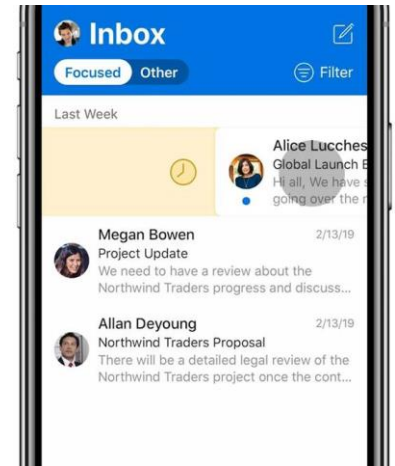 Inbox
Focused Other Filter
Last Week
Alice Lucches
Global Launch E
Hi all, We have s
going over the r
Megan Bowen 2/13/19
Project Update
We need to have a review about the
Northwind Traders progress and discuss...
Allan Deyoung 2/13/19
Northwind Traders Proposal
There will be a detailed legal review of the
Northwind Traders project once the cont...